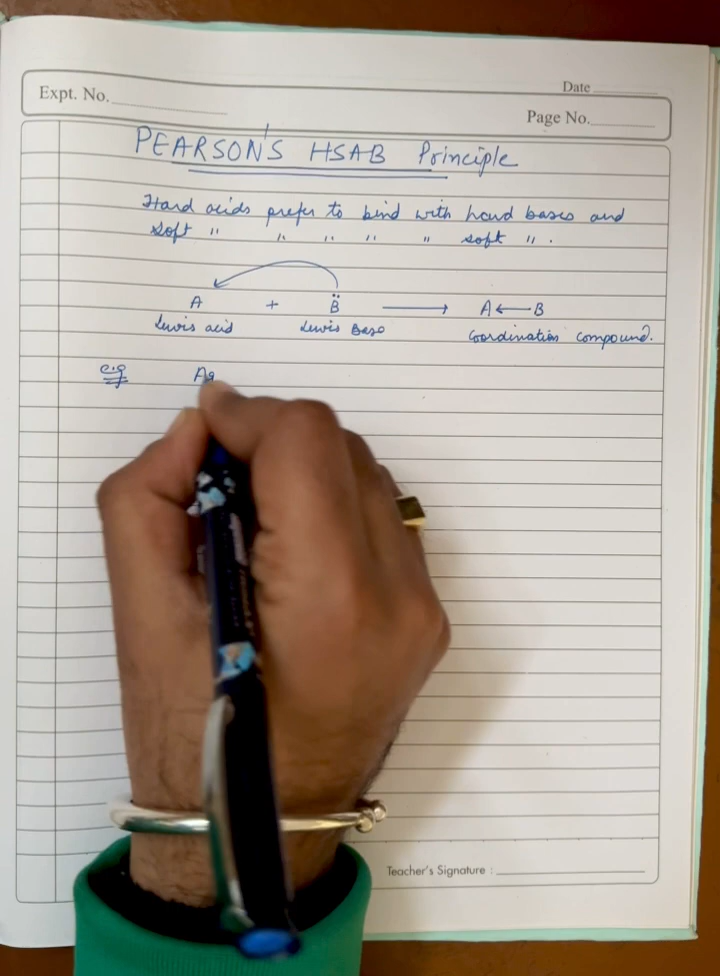 Date
Expt. No.
Page No.
PEARSON'S HSAB Principle
Hard acids prefer to bind with hard bases and
soft " " " " " soft ".
A + B̈ ⟶ A ← B
Lewis acid Lewis Base Coordination compound.
e.g Ag
Teacher's Signature :